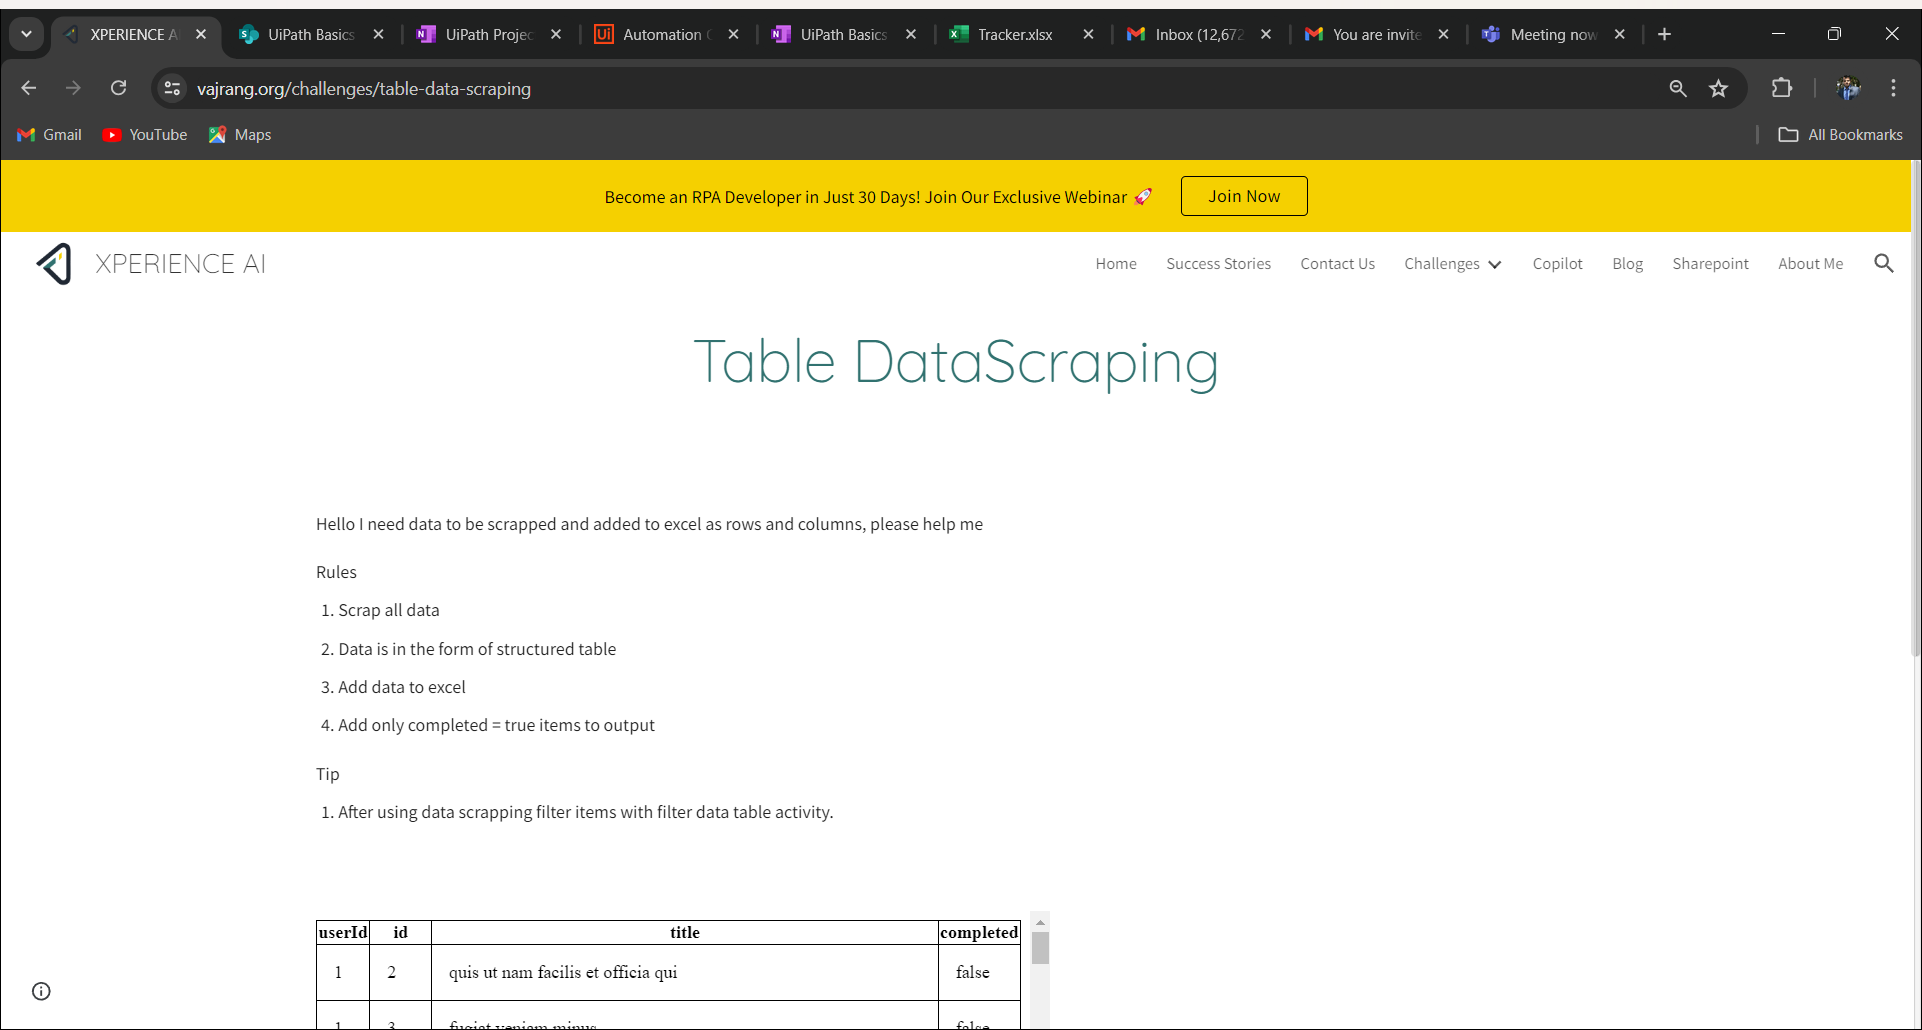 XPERIENCE A
UiPath Basics
UiPath Projec
Automation
UiPath Basics
Tracker.xlsx
Inbox (12,672
You are invite
Meeting now
vajrang.org/challenges/table-data-scraping
Gmail
YouTube
Maps
All Bookmarks
Become an RPA Developer in Just 30 Days! Join Our Exclusive Webinar 🚀
Join Now
XPERIENCE AI
Home
Success Stories
Contact Us
Challenges
Copilot
Blog
Sharepoint
About Me
Table DataScraping
Hello I need data to be scrapped and added to excel as rows and columns, please help me
Rules
1. Scrap all data
2. Data is in the form of structured table
3. Add data to excel
4. Add only completed = true items to output
Tip
1. After using data scrapping filter items with filter data table activity.
userId id title completed
1 2 quis ut nam facilis et officia qui false
1 3 fugiat veniam minus false